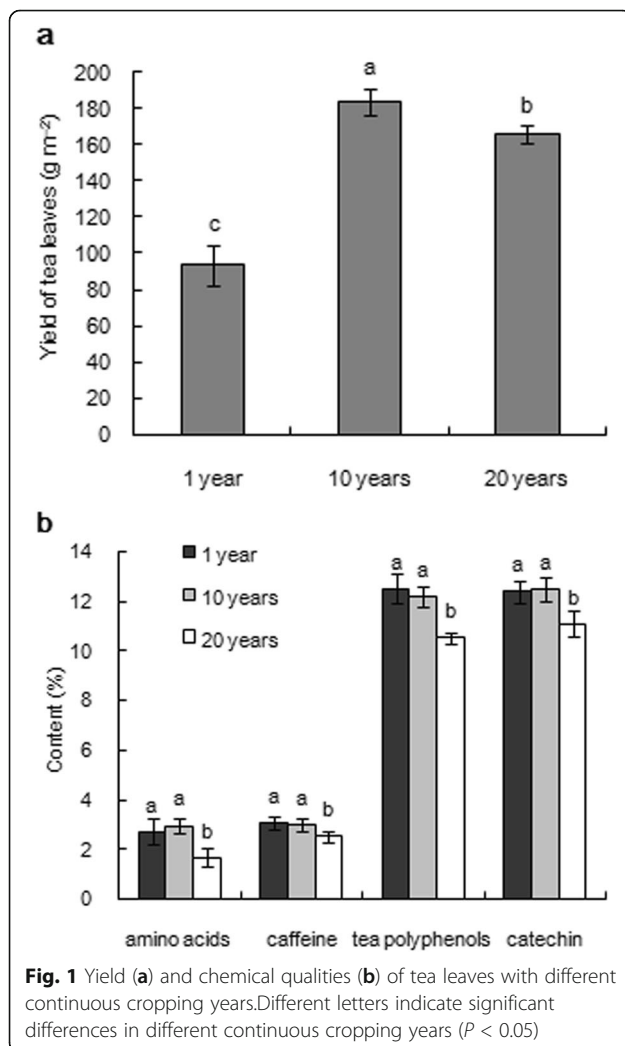 a
200
180
160
140
120
100
80
60
40
20
0
Yield of tea leaves (g m⁻²)
c
a
b
1 year
10 years
20 years
b
14
12
10
8
6
4
2
0
Content (%)
1 year
10 years
20 years
a a b
a a b
a a b
a a b
amino acids caffeine tea polyphenols catechin
Fig. 1 Yield (a) and chemical qualities (b) of tea leaves with different
continuous cropping years.Different letters indicate significant
differences in different continuous cropping years (P < 0.05)